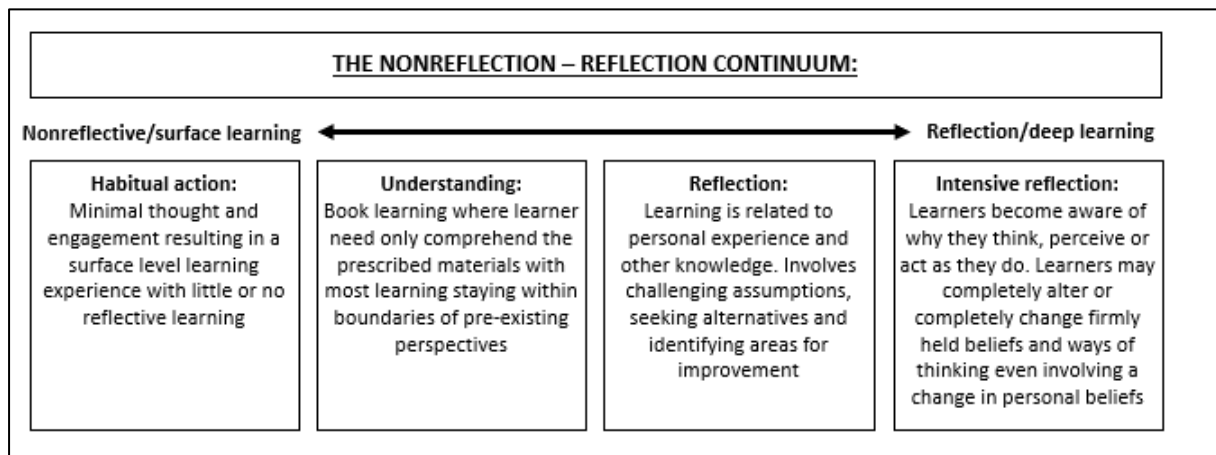 THE NONREFLECTION – REFLECTION CONTINUUM:
Nonreflective/surface learning
Reflection/deep learning
Habitual action:
Minimal thought and
engagement resulting in a
surface level learning
experience with little or no
reflective learning
Understanding:
Book learning where learner
need only comprehend the
prescribed materials with
most learning staying within
boundaries of pre-existing
perspectives
Reflection:
Learning is related to
personal experience and
other knowledge. Involves
challenging assumptions,
seeking alternatives and
identifying areas for
improvement
Intensive reflection:
Learners become aware of
why they think, perceive or
act as they do. Learners may
completely alter or
completely change firmly
held beliefs and ways of
thinking even involving a
change in personal beliefs